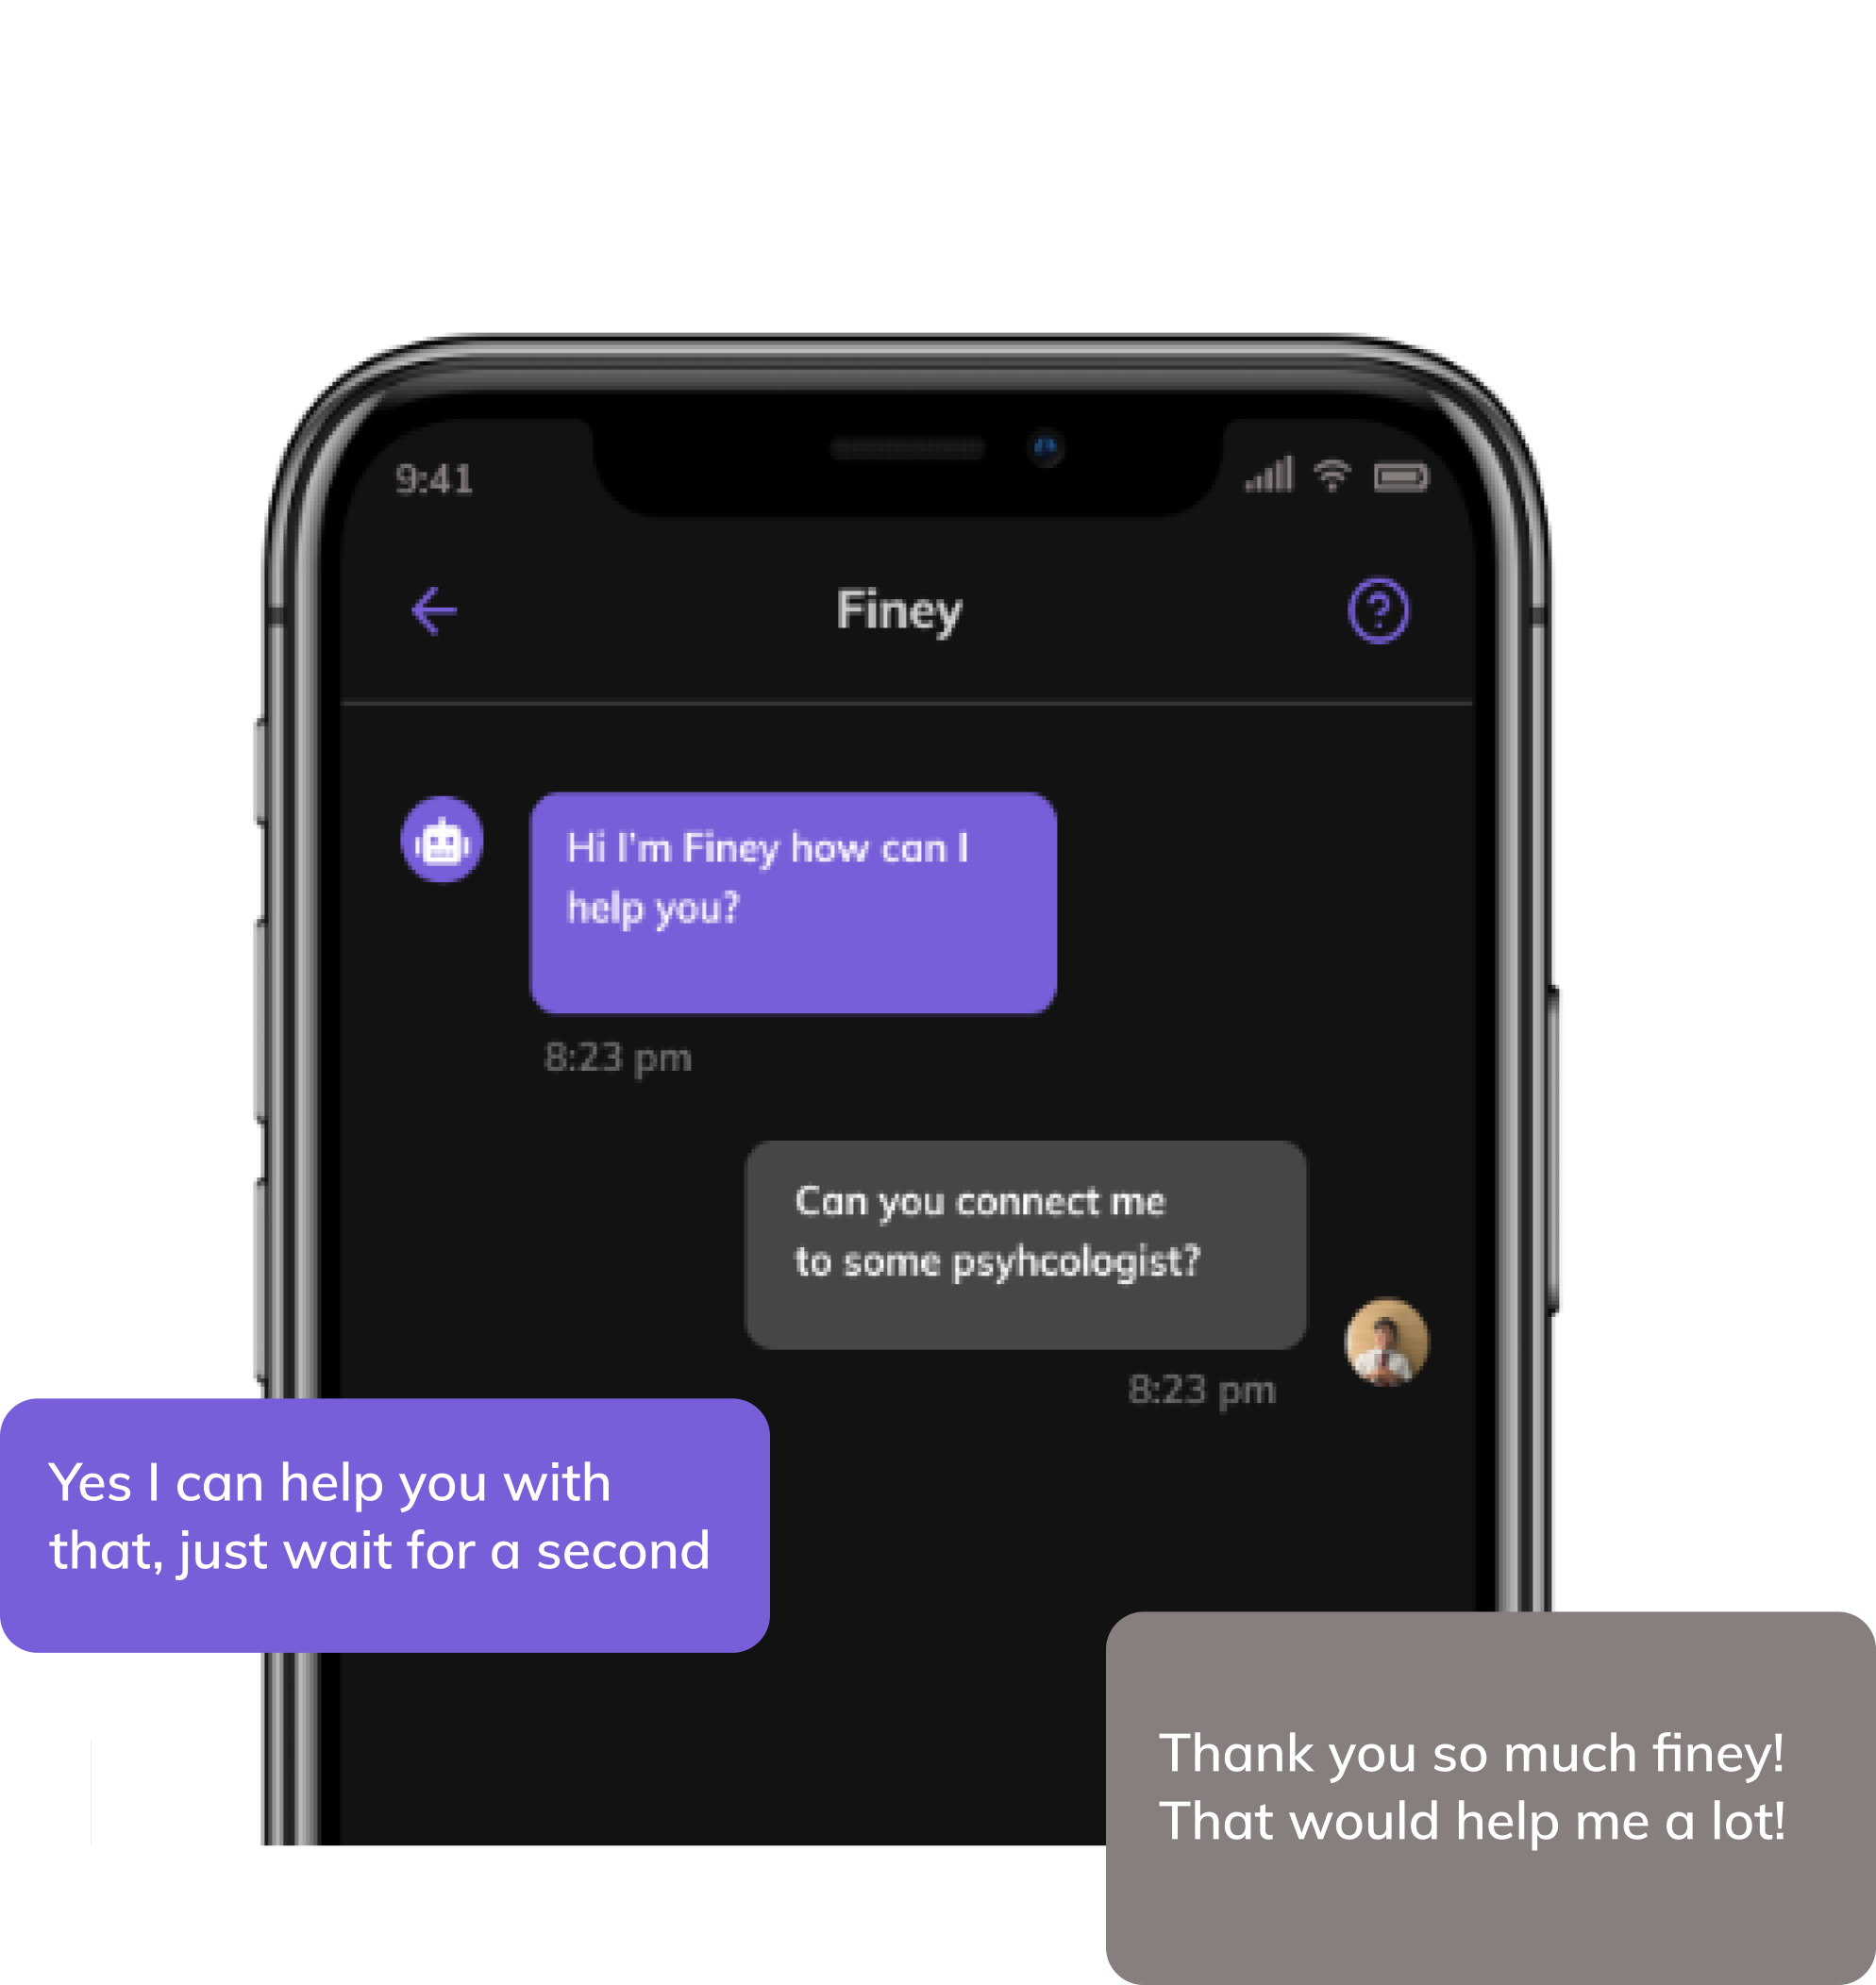 9:41
Finey
Hi I'm Finey how can I
help you?
8:23 pm
Can you connect me
to some psyhcologist?
8:23 pm
Yes I can help you with
that, just wait for a second
Thank you so much finey!
That would help me a lot!